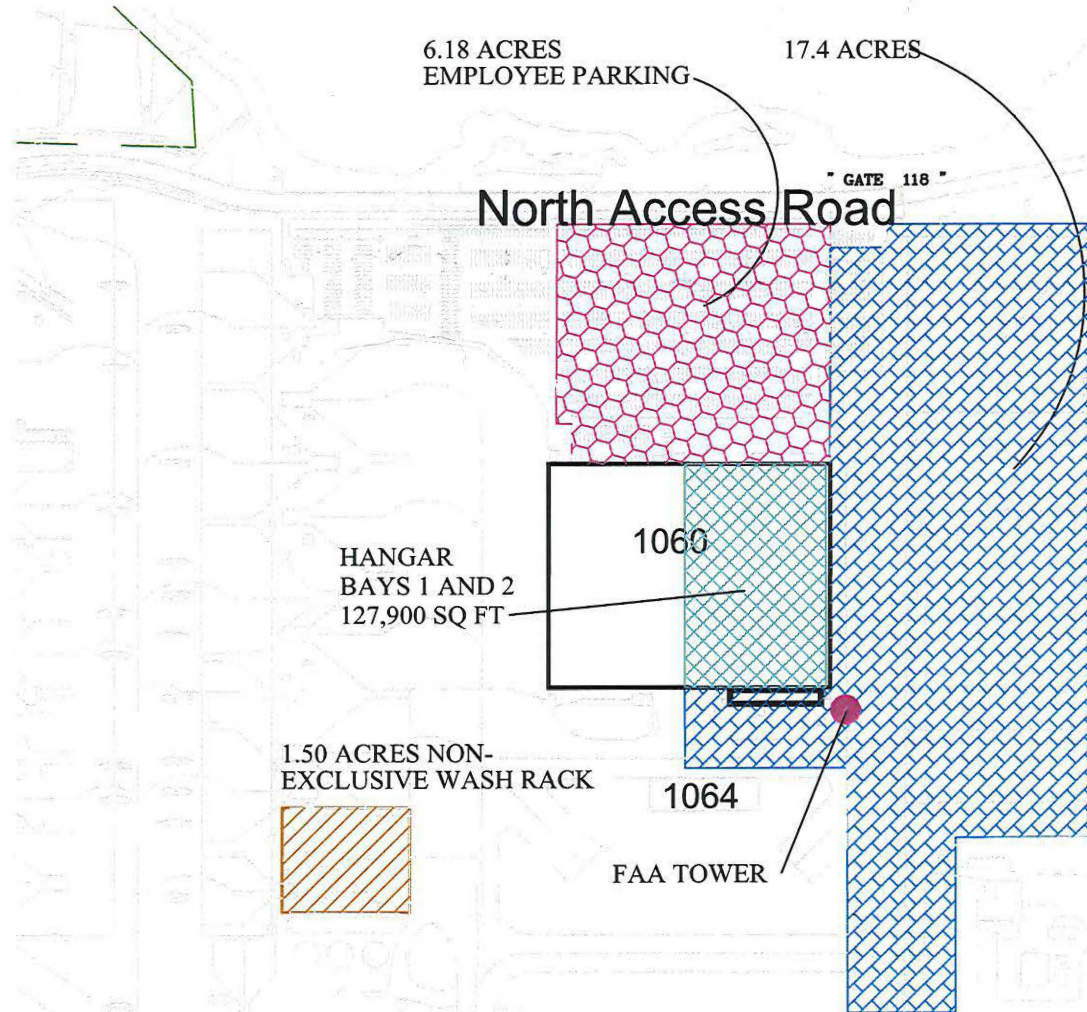 6.18 ACRES
EMPLOYEE PARKING
17.4 ACRES
" GATE 118 "
North Access Road
1060
HANGAR
BAYS 1 AND 2
127,900 SQ FT
1.50 ACRES NON-
EXCLUSIVE WASH RACK
1064
FAA TOWER